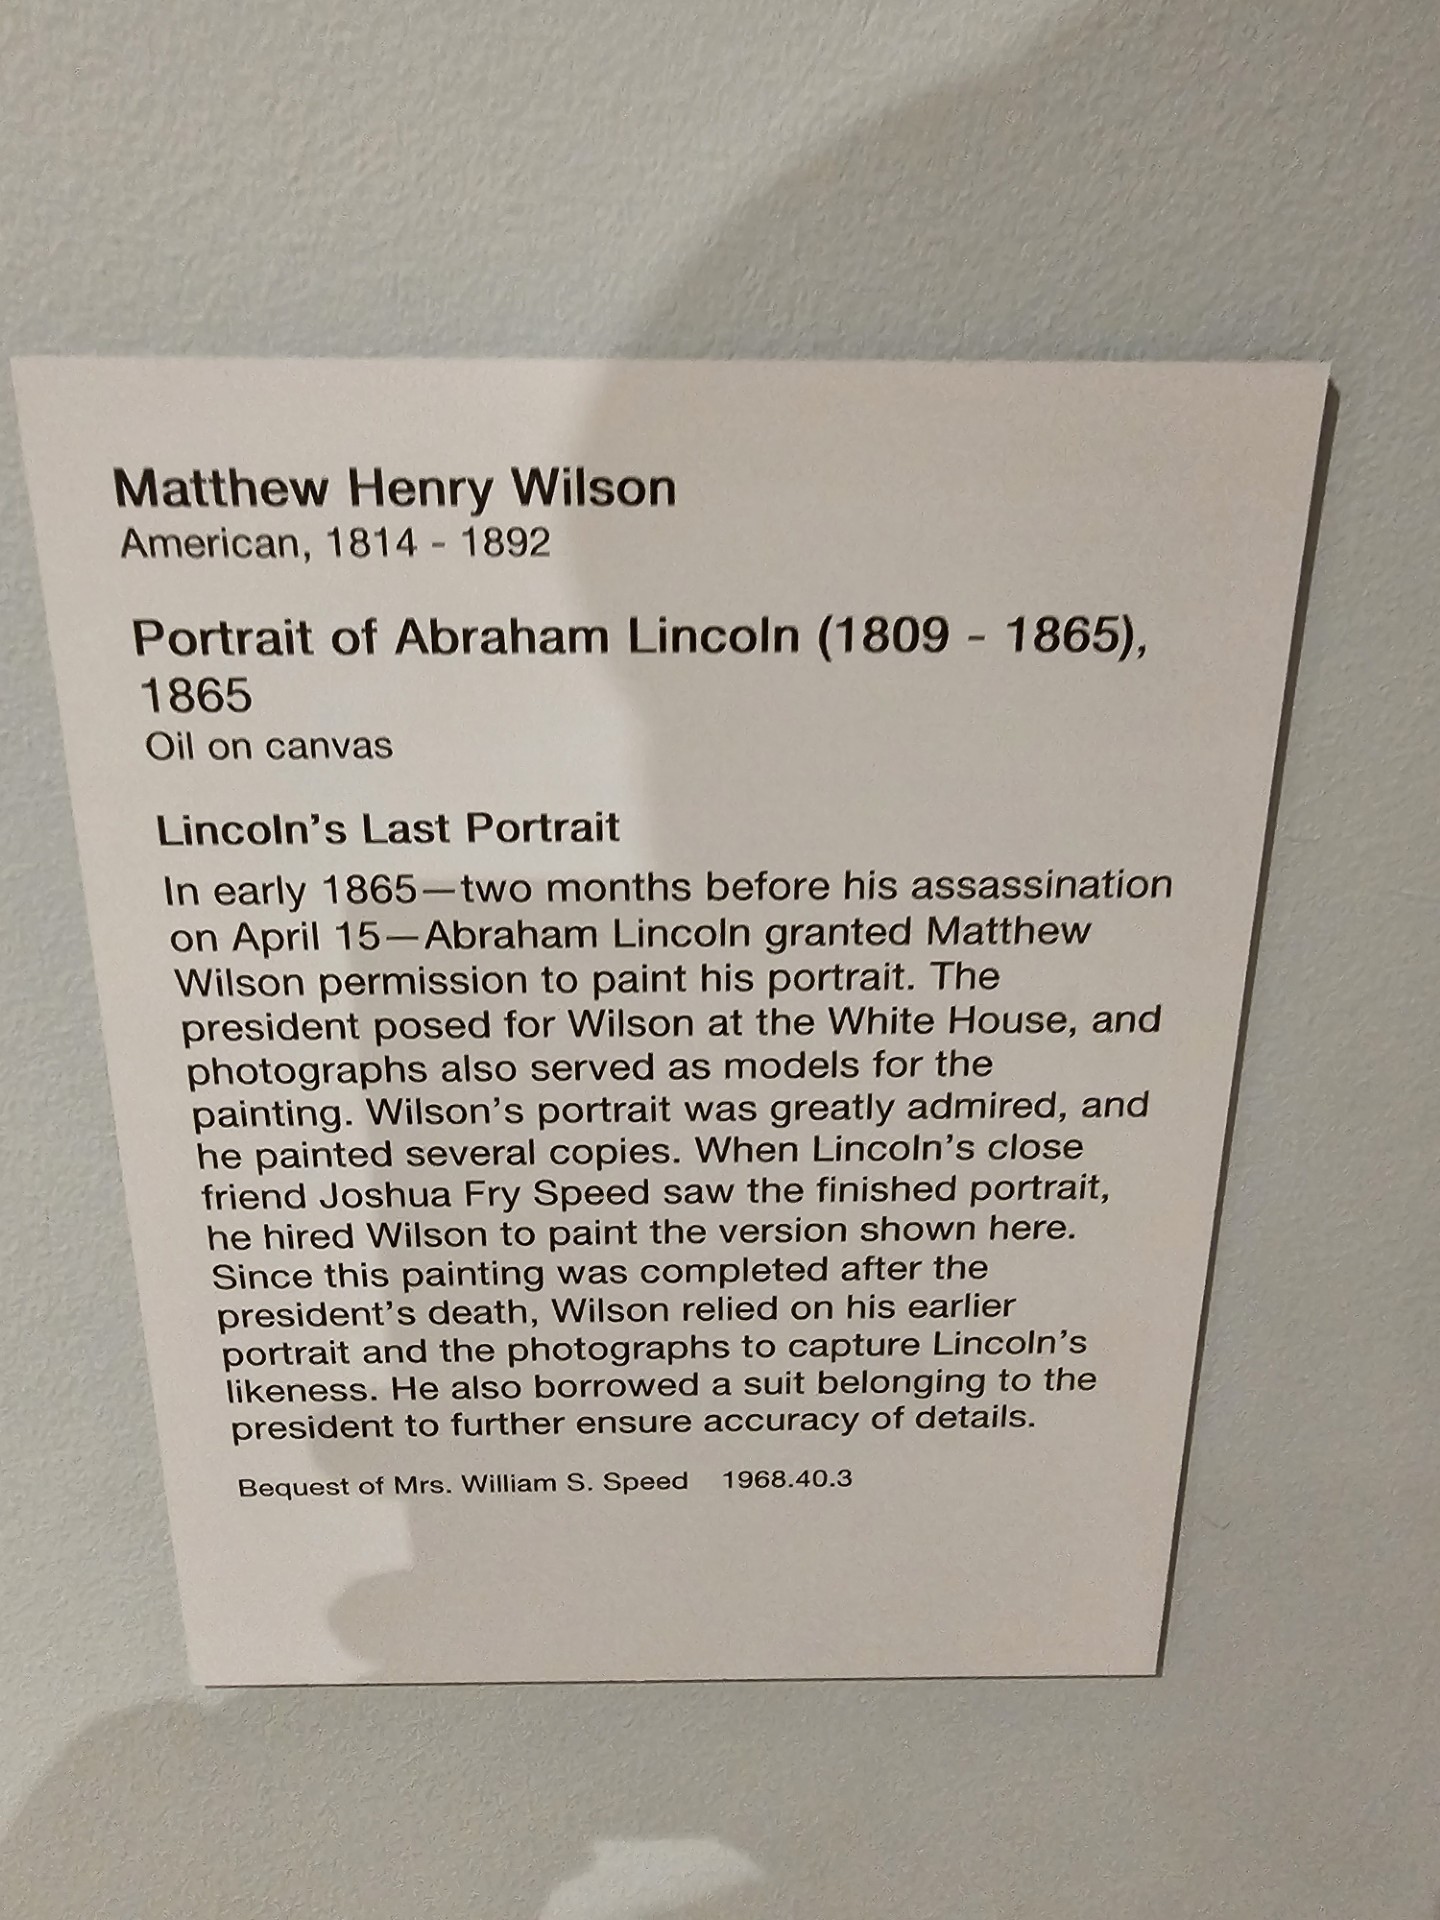 Matthew Henry Wilson
American, 1814 - 1892
Portrait of Abraham Lincoln (1809 - 1865),
1865
Oil on canvas
Lincoln's Last Portrait
In early 1865—two months before his assassination
on April 15—Abraham Lincoln granted Matthew
Wilson permission to paint his portrait. The
president posed for Wilson at the White House, and
photographs also served as models for the
painting. Wilson's portrait was greatly admired, and
he painted several copies. When Lincoln's close
friend Joshua Fry Speed saw the finished portrait,
he hired Wilson to paint the version shown here.
Since this painting was completed after the
president's death, Wilson relied on his earlier
portrait and the photographs to capture Lincoln's
likeness. He also borrowed a suit belonging to the
president to further ensure accuracy of details.
Bequest of Mrs. William S. Speed 1968.40.3